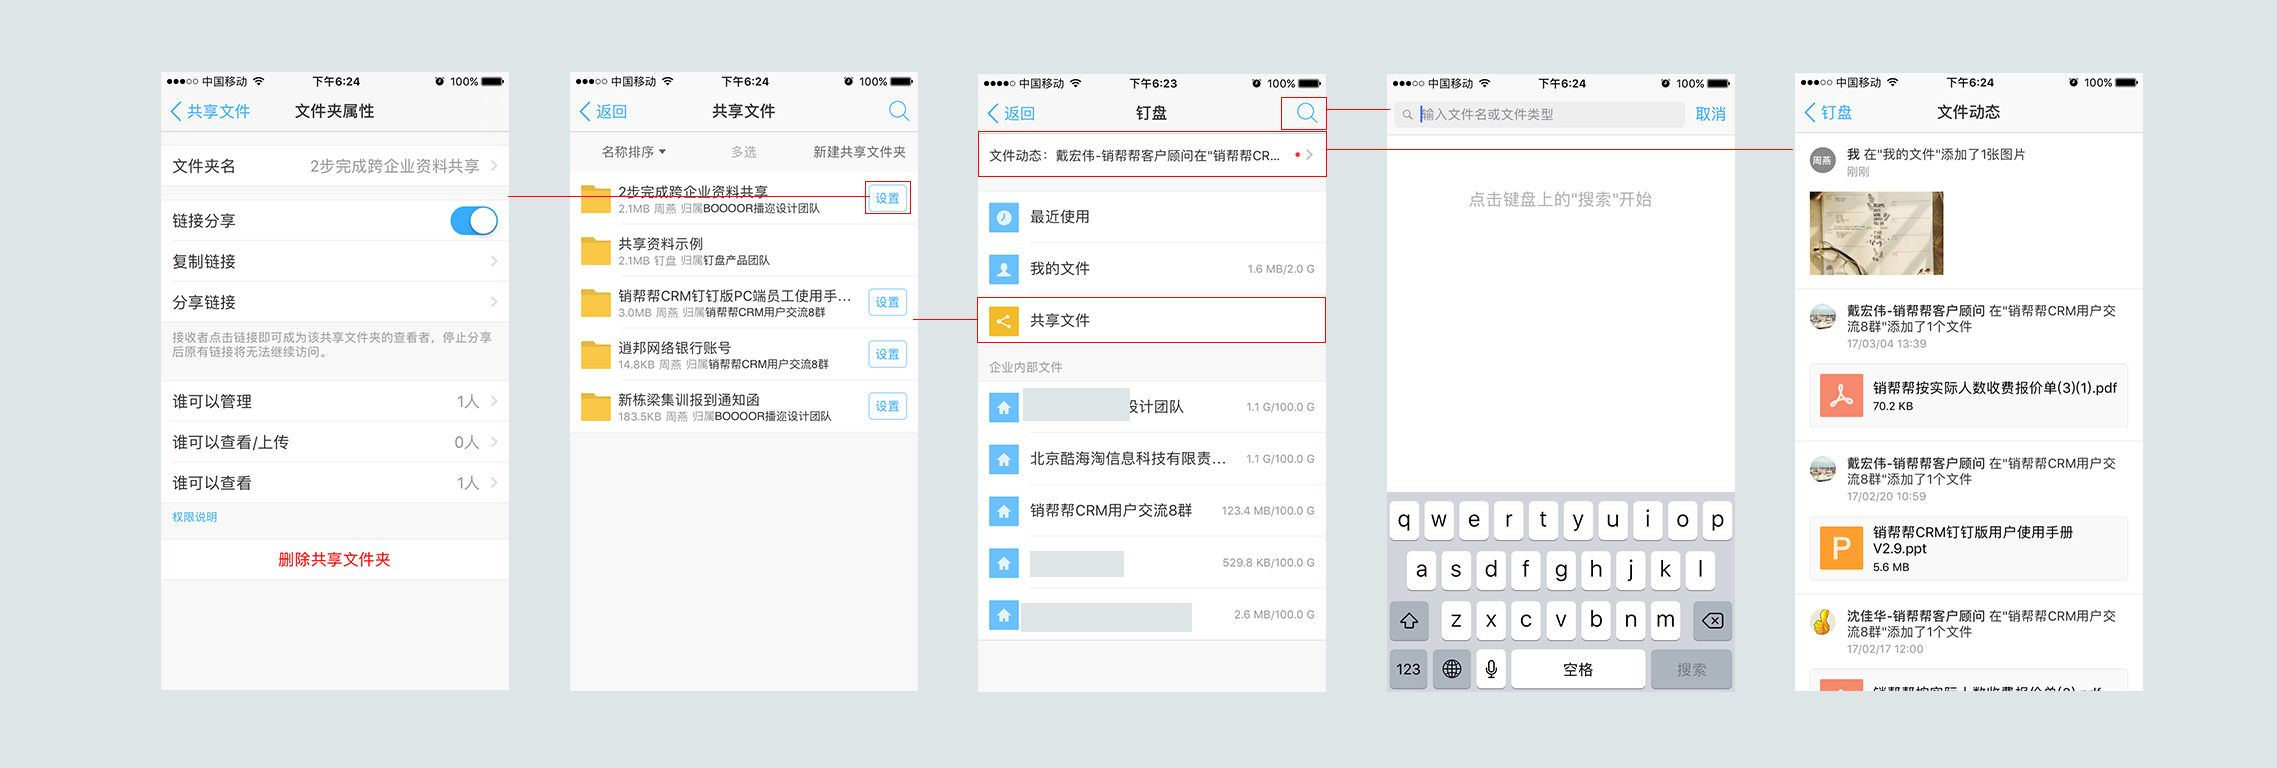 中国移动
下午6:24
100%
共享文件
文件夹属性
文件夹名
2步完成跨企业资料共享
链接分享
复制链接
分享链接
接收者点击链接即可成为该共享文件夹的查看者，停止分享
后原有链接将无法继续访问。
谁可以管理
1人
谁可以查看/上传
0人
谁可以查看
1人
权限说明
删除共享文件夹
中国移动
下午6:24
100%
返回
共享文件
名称排序
多选
新建共享文件夹
2步完成跨企业资料共享
2.1MB 周燕 归属BOOOOR播迩设计团队
设置
共享资料示例
2.1MB 钉盘 归属钉盘产品团队
销帮帮CRM钉钉版PC端员工使用手...
3.0MB 周燕 归属销帮帮CRM用户交流8群
设置
逍邦网络银行账号
14.8KB 周燕 归属销帮帮CRM用户交流8群
设置
新栋梁集训报到通知函
183.5KB 周燕 归属BOOOOR播迩设计团队
设置
中国移动
下午6:23
100%
返回
钉盘
文件动态：戴宏伟-销帮帮客户顾问在"销帮帮CR...
最近使用
我的文件
1.6 MB/2.0 G
共享文件
企业内部文件
设计团队
1.1 G/100.0 G
北京酷海淘信息科技有限责...
1.1 G/100.0 G
销帮帮CRM用户交流8群
123.4 MB/100.0 G
529.8 KB/100.0 G
2.6 MB/100.0 G
中国移动
下午6:24
100%
输入文件名或文件类型
取消
点击键盘上的"搜索"开始
q w e r t y u i o p
a s d f g h j k l
z x c v b n m
123
空格
搜索
中国移动
下午6:24
100%
钉盘
文件动态
周燕
我 在"我的文件"添加了1张图片
刚刚
戴宏伟-销帮帮客户顾问 在"销帮帮CRM用户交
流8群"添加了1个文件
17/03/04 13:39
销帮帮按实际人数收费报价单(3)(1).pdf
70.2 KB
戴宏伟-销帮帮客户顾问 在"销帮帮CRM用户交
流8群"添加了1个文件
17/02/20 10:59
P
销帮帮CRM钉钉版用户使用手册
V2.9.ppt
5.6 MB
沈佳华-销帮帮客户顾问 在"销帮帮CRM用户交
流8群"添加了1个文件
17/02/17 12:00